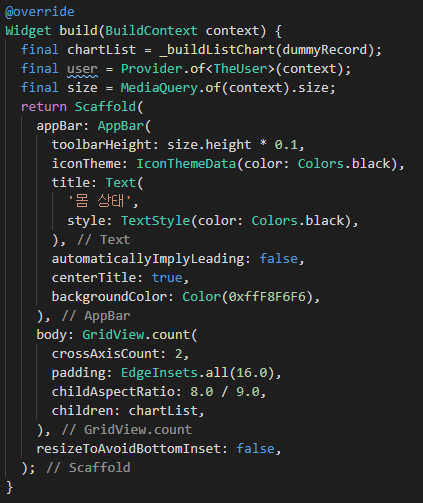 @override
Widget build(BuildContext context) {
  final chartList = _buildListChart(dummyRecord);
  final user = Provider.of<TheUser>(context);
  final size = MediaQuery.of(context).size;
  return Scaffold(
    appBar: AppBar(
      toolbarHeight: size.height * 0.1,
      iconTheme: IconThemeData(color: Colors.black),
      title: Text(
        '몸 상태',
        style: TextStyle(color: Colors.black),
      ), // Text
      automaticallyImplyLeading: false,
      centerTitle: true,
      backgroundColor: Color(0xffF8F6F6),
    ), // AppBar
    body: GridView.count(
      crossAxisCount: 2,
      padding: EdgeInsets.all(16.0),
      childAspectRatio: 8.0 / 9.0,
      children: chartList,
    ), // GridView.count
    resizeToAvoidBottomInset: false,
  ); // Scaffold
}